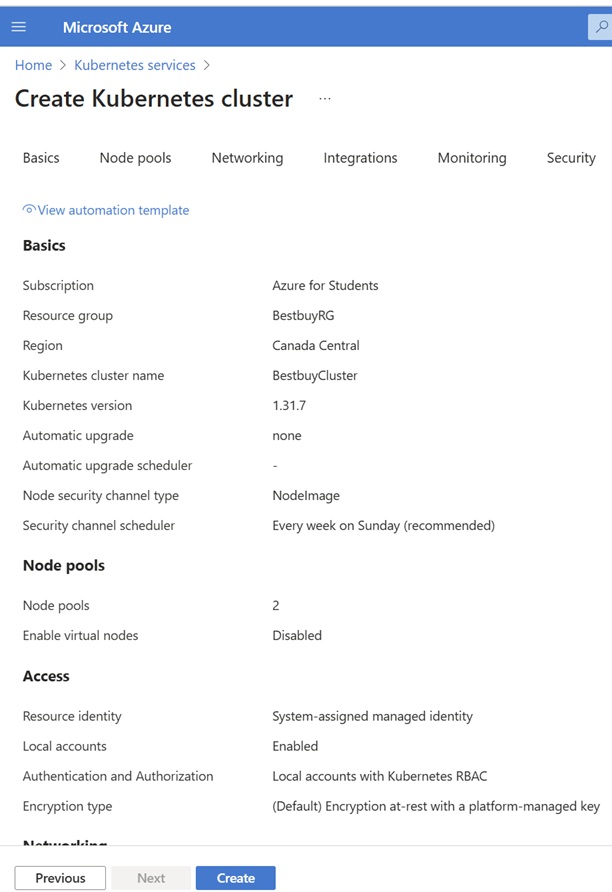 Microsoft Azure
Home > Kubernetes services >
Create Kubernetes cluster ...
Basics Node pools Networking Integrations Monitoring Security
View automation template
Basics
Subscription Azure for Students
Resource group BestbuyRG
Region Canada Central
Kubernetes cluster name BestbuyCluster
Kubernetes version 1.31.7
Automatic upgrade none
Automatic upgrade scheduler -
Node security channel type NodeImage
Security channel scheduler Every week on Sunday (recommended)
Node pools
Node pools 2
Enable virtual nodes Disabled
Access
Resource identity System-assigned managed identity
Local accounts Enabled
Authentication and Authorization Local accounts with Kubernetes RBAC
Encryption type (Default) Encryption at-rest with a platform-managed key
Networking
Previous Next Create